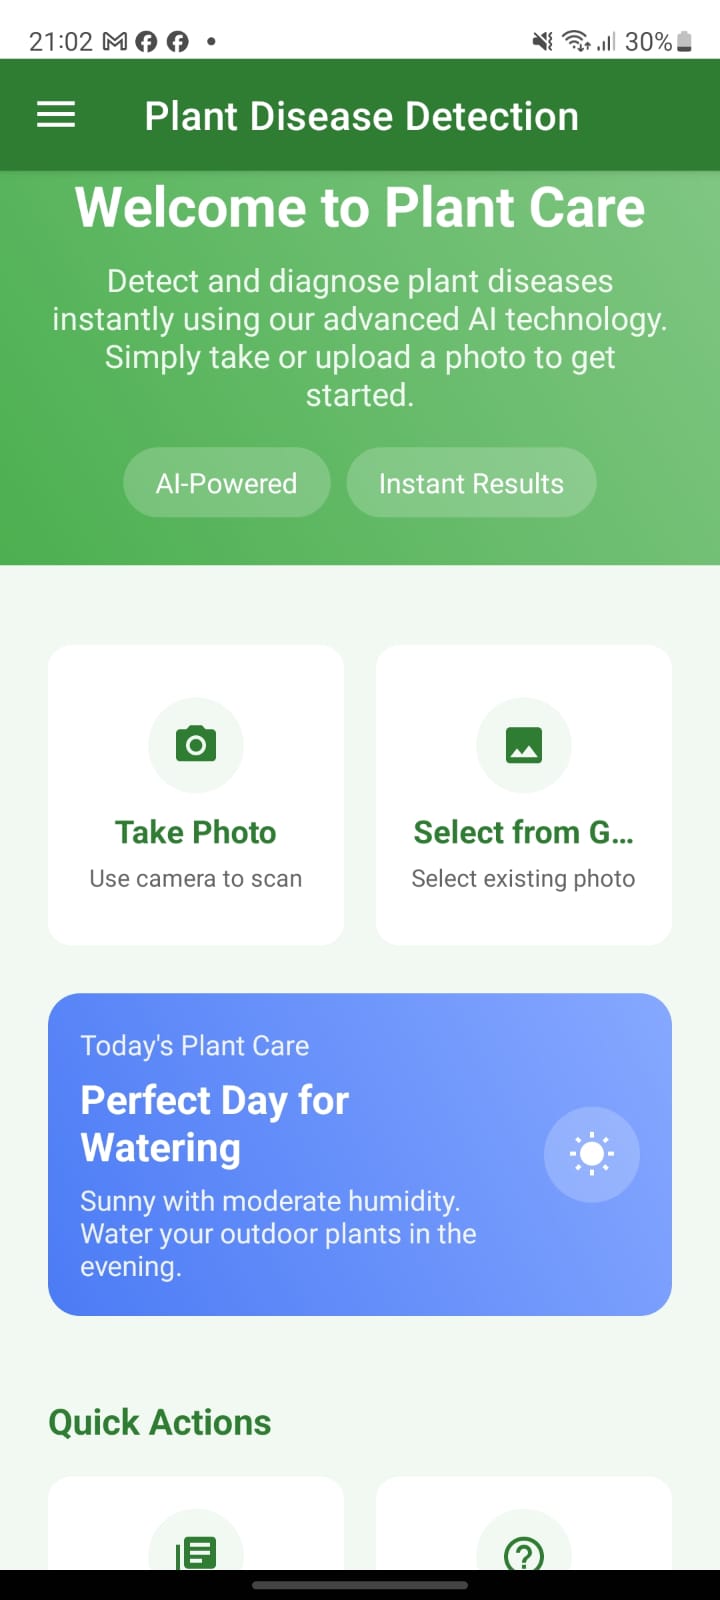 21:02
30%
Plant Disease Detection
Welcome to Plant Care
Detect and diagnose plant diseases
instantly using our advanced AI technology.
Simply take or upload a photo to get
started.
AI-Powered
Instant Results
Take Photo
Use camera to scan
Select from G...
Select existing photo
Today's Plant Care
Perfect Day for
Watering
Sunny with moderate humidity.
Water your outdoor plants in the
evening.
Quick Actions